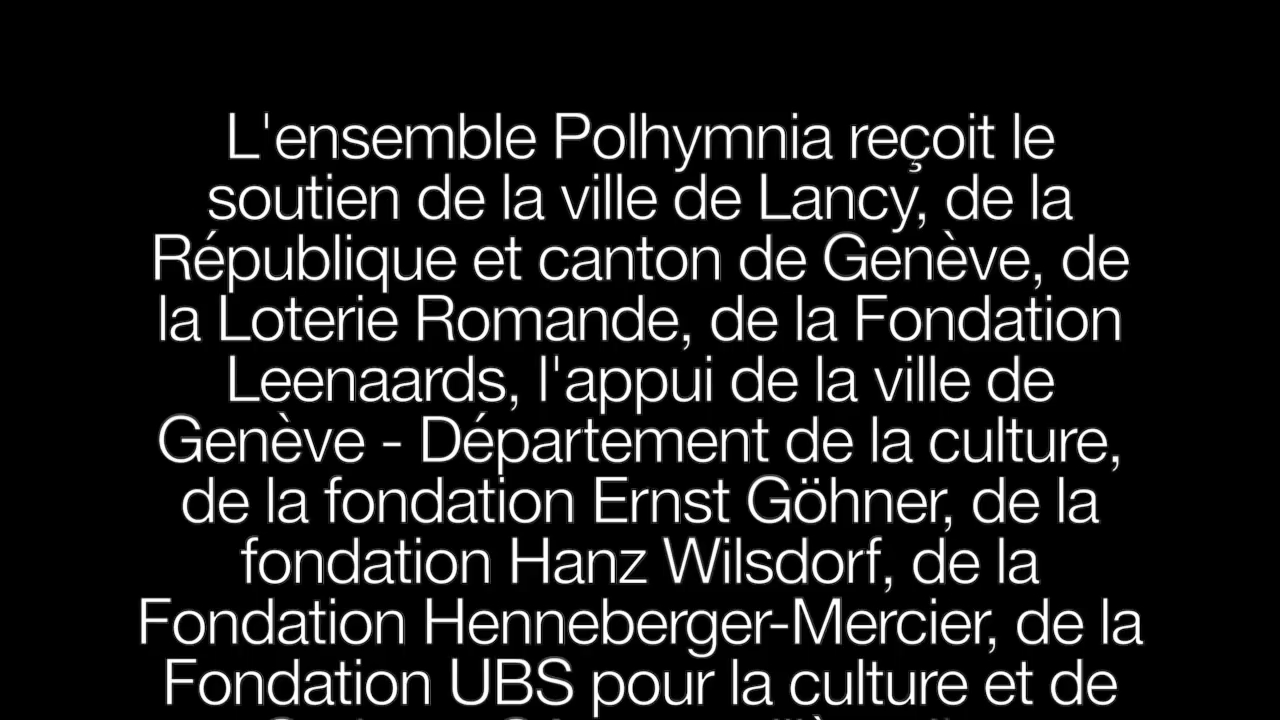 L'ensemble Polhymnia reçoit le
soutien de la ville de Lancy, de la
République et canton de Genève, de
la Loterie Romande, de la Fondation
Leenaards, l'appui de la ville de
Genève - Département de la culture,
de la fondation Ernst Göhner, de la
fondation Hanz Wilsdorf, de la
Fondation Henneberger-Mercier, de la
Fondation UBS pour la culture et de